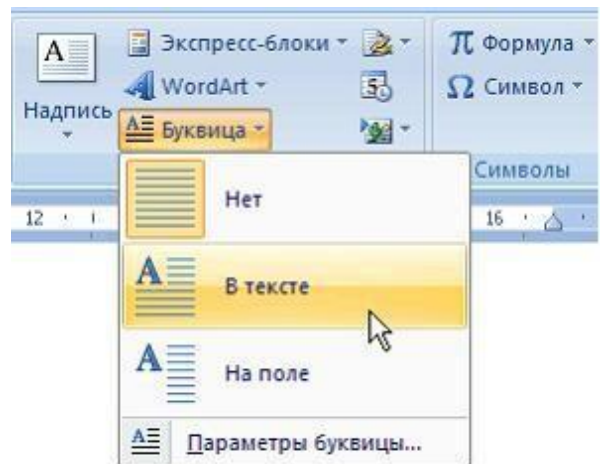 Экспресс-блоки
Формула
WordArt
Символ
Надпись
Буквица
Символы
12
16
Нет
В тексте
На поле
Параметры буквицы...